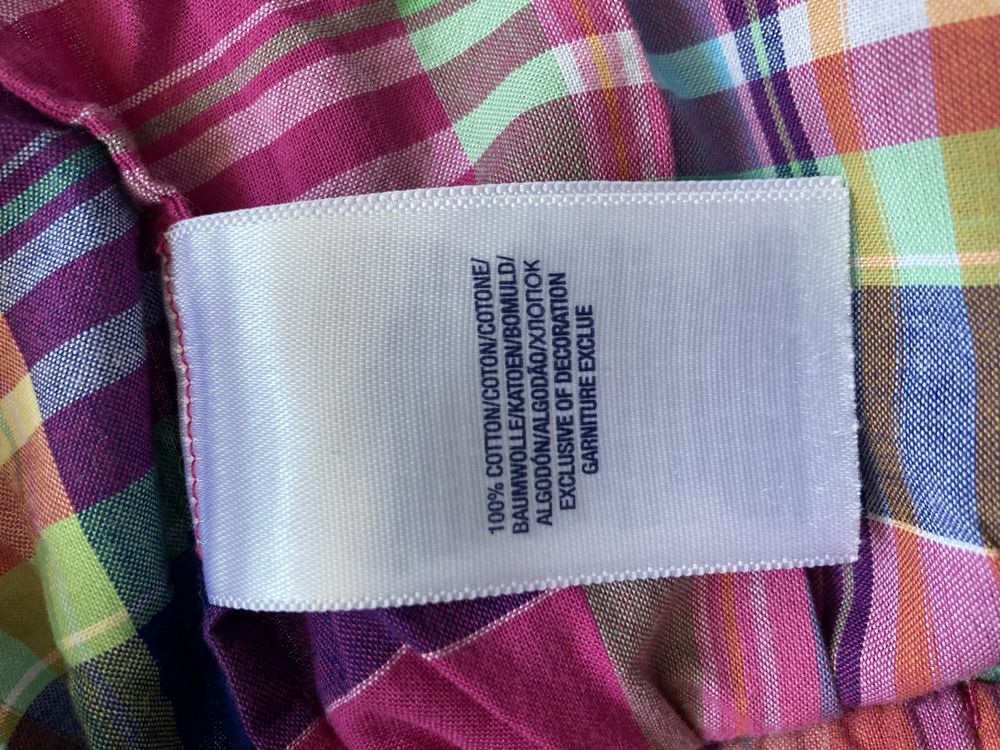 100% COTTON/COTON/COTONE/
BAUMWOLLE/KATOEN/BOMULD/
ALGODÓN/ALGODÃO/ХЛОПОК
EXCLUSIVE OF DECORATION
GARNITURE EXCLUE